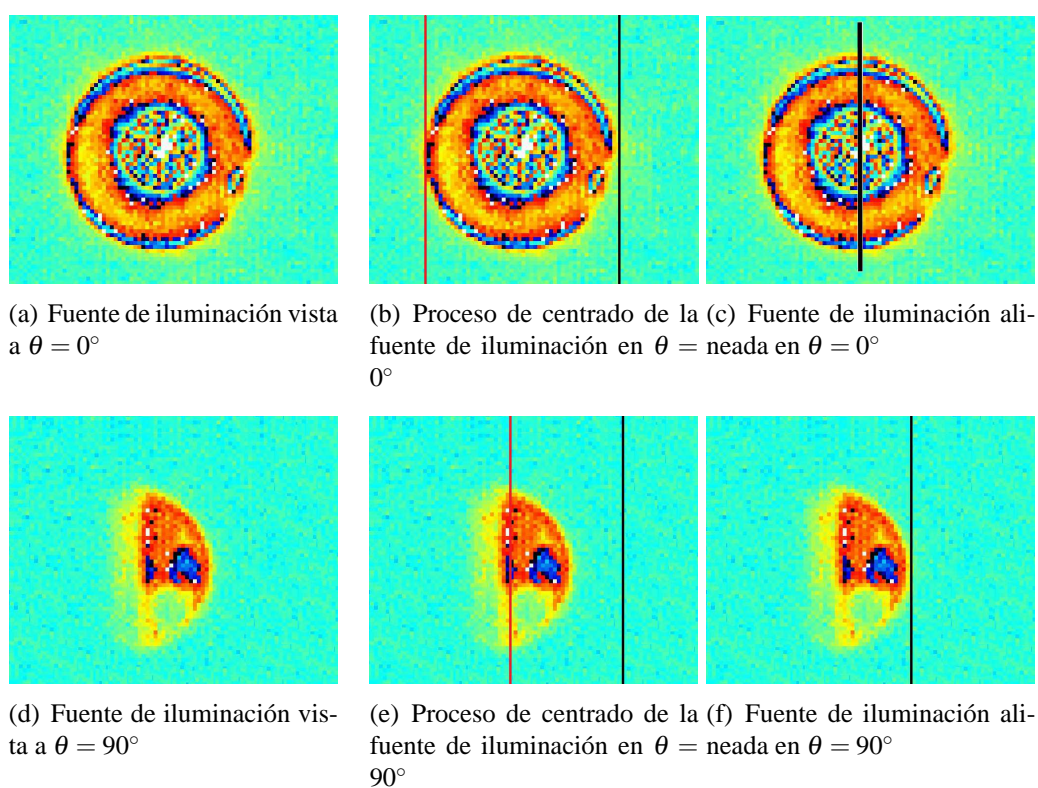 (a) Fuente de iluminación vista
a θ = 0°
(b) Proceso de centrado de la
fuente de iluminación en θ =
0°
(c) Fuente de iluminación ali-
neada en θ = 0°
(d) Fuente de iluminación vis-
ta a θ = 90°
(e) Proceso de centrado de la
fuente de iluminación en θ =
90°
(f) Fuente de iluminación ali-
neada en θ = 90°